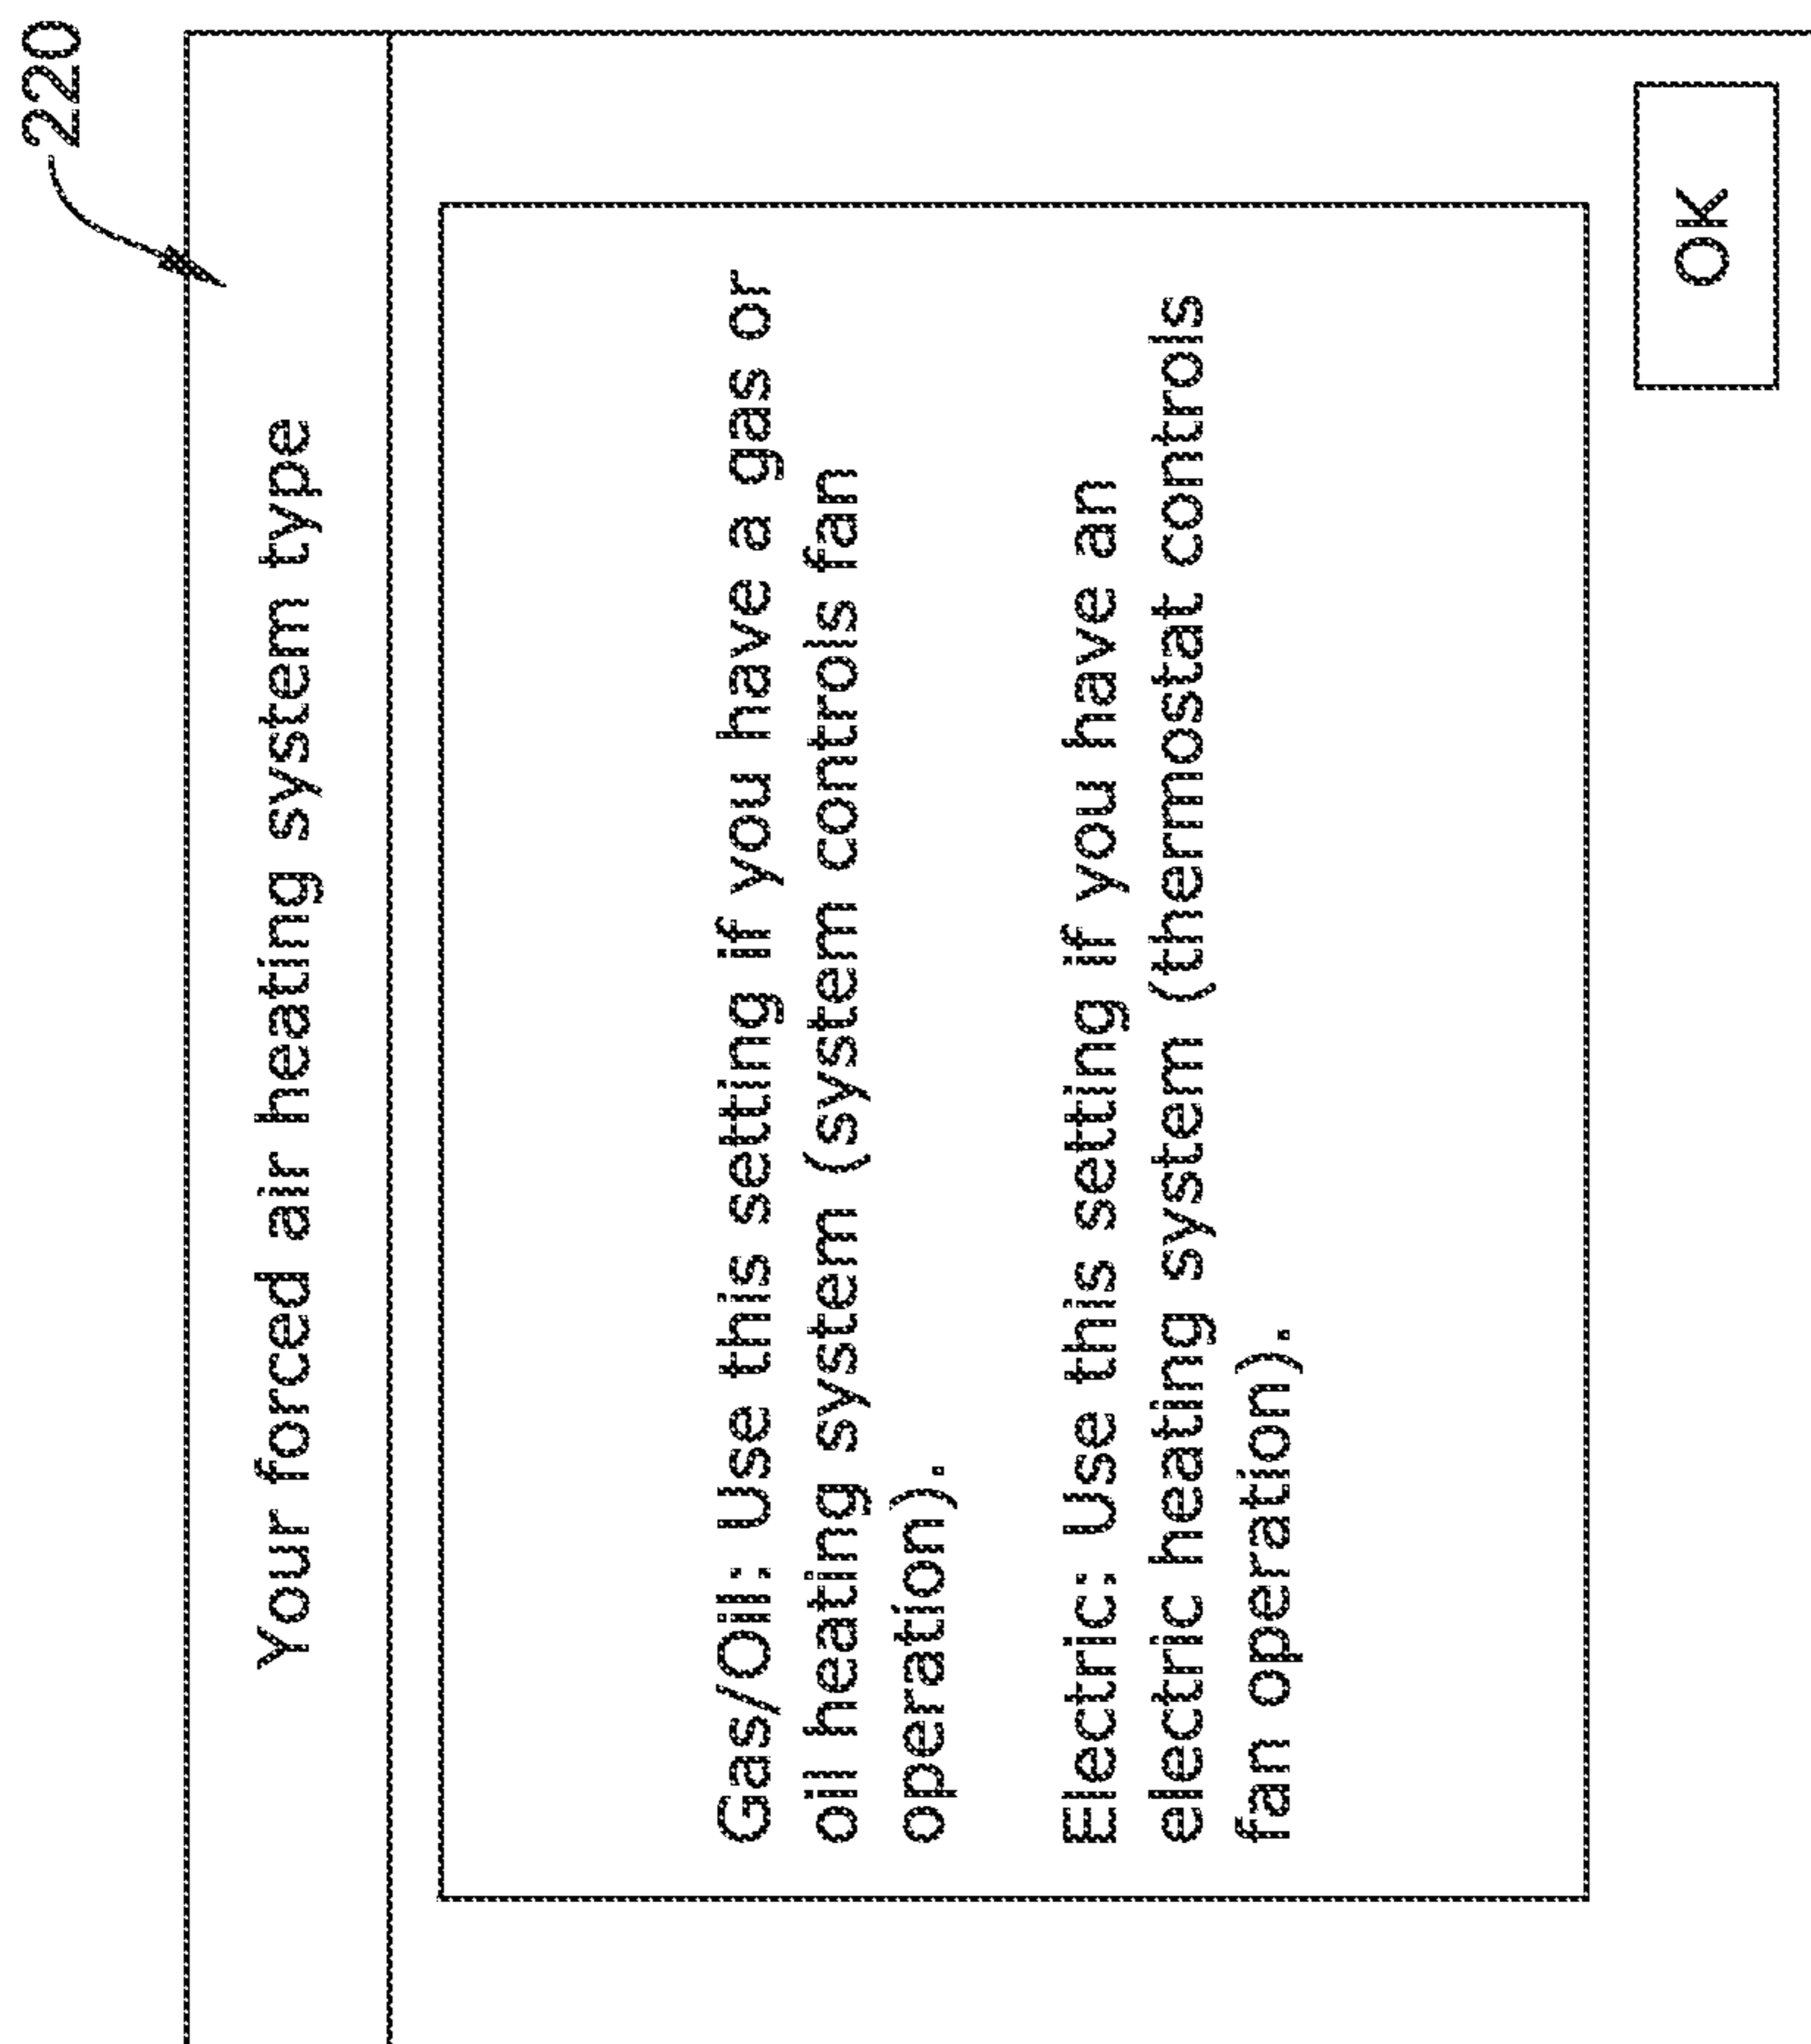 220
Your forced air heating system type
Gas/Oil: Use this setting if you have a gas or
oil heating system (system controls fan
operation).
Electric: Use this setting if you have an
electric heating system (thermostat controls
fan operation).
OK